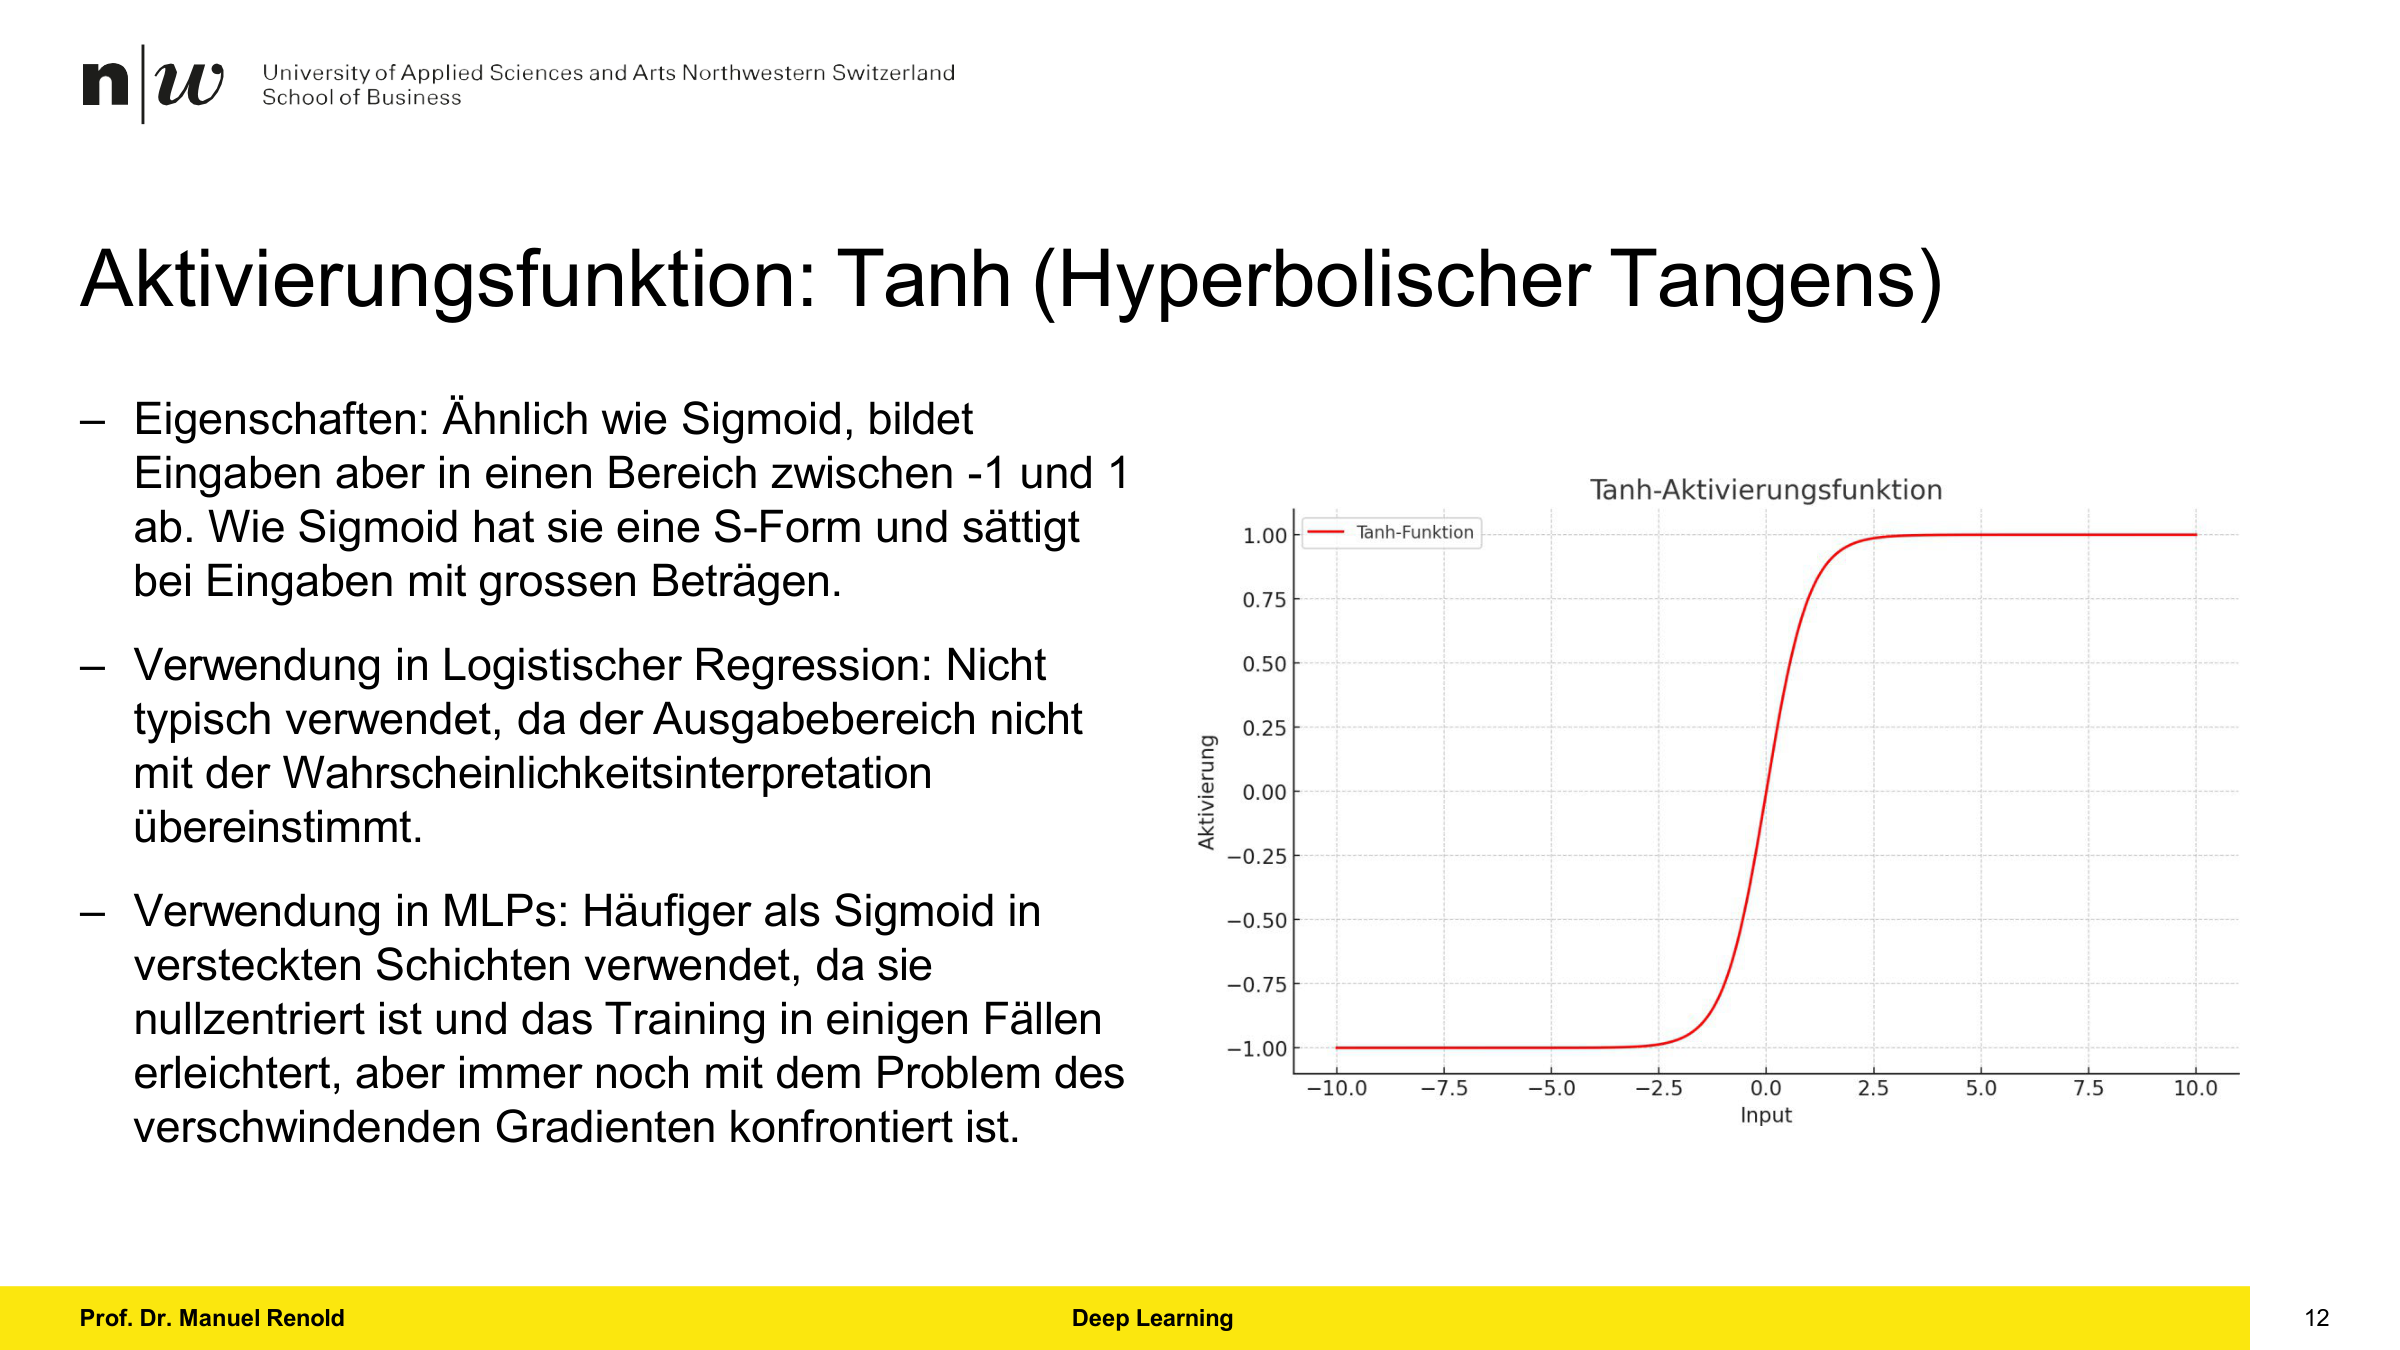 n|w
University of Applied Sciences and Arts Northwestern Switzerland
School of Business
Aktivierungsfunktion: Tanh (Hyperbolischer Tangens)
– Eigenschaften: Ähnlich wie Sigmoid, bildet
Eingaben aber in einen Bereich zwischen -1 und 1
ab. Wie Sigmoid hat sie eine S-Form und sättigt
bei Eingaben mit grossen Beträgen.
– Verwendung in Logistischer Regression: Nicht
typisch verwendet, da der Ausgabebereich nicht
mit der Wahrscheinlichkeitsinterpretation
übereinstimmt.
– Verwendung in MLPs: Häufiger als Sigmoid in
versteckten Schichten verwendet, da sie
nullzentriert ist und das Training in einigen Fällen
erleichtert, aber immer noch mit dem Problem des
verschwindenden Gradienten konfrontiert ist.
Tanh-Aktivierungsfunktion
Tanh-Funktion
1.00
0.75
0.50
0.25
0.00
−0.25
−0.50
−0.75
−1.00
Aktivierung
−10.0 −7.5 −5.0 −2.5 0.0 2.5 5.0 7.5 10.0
Input
Prof. Dr. Manuel Renold Deep Learning 12